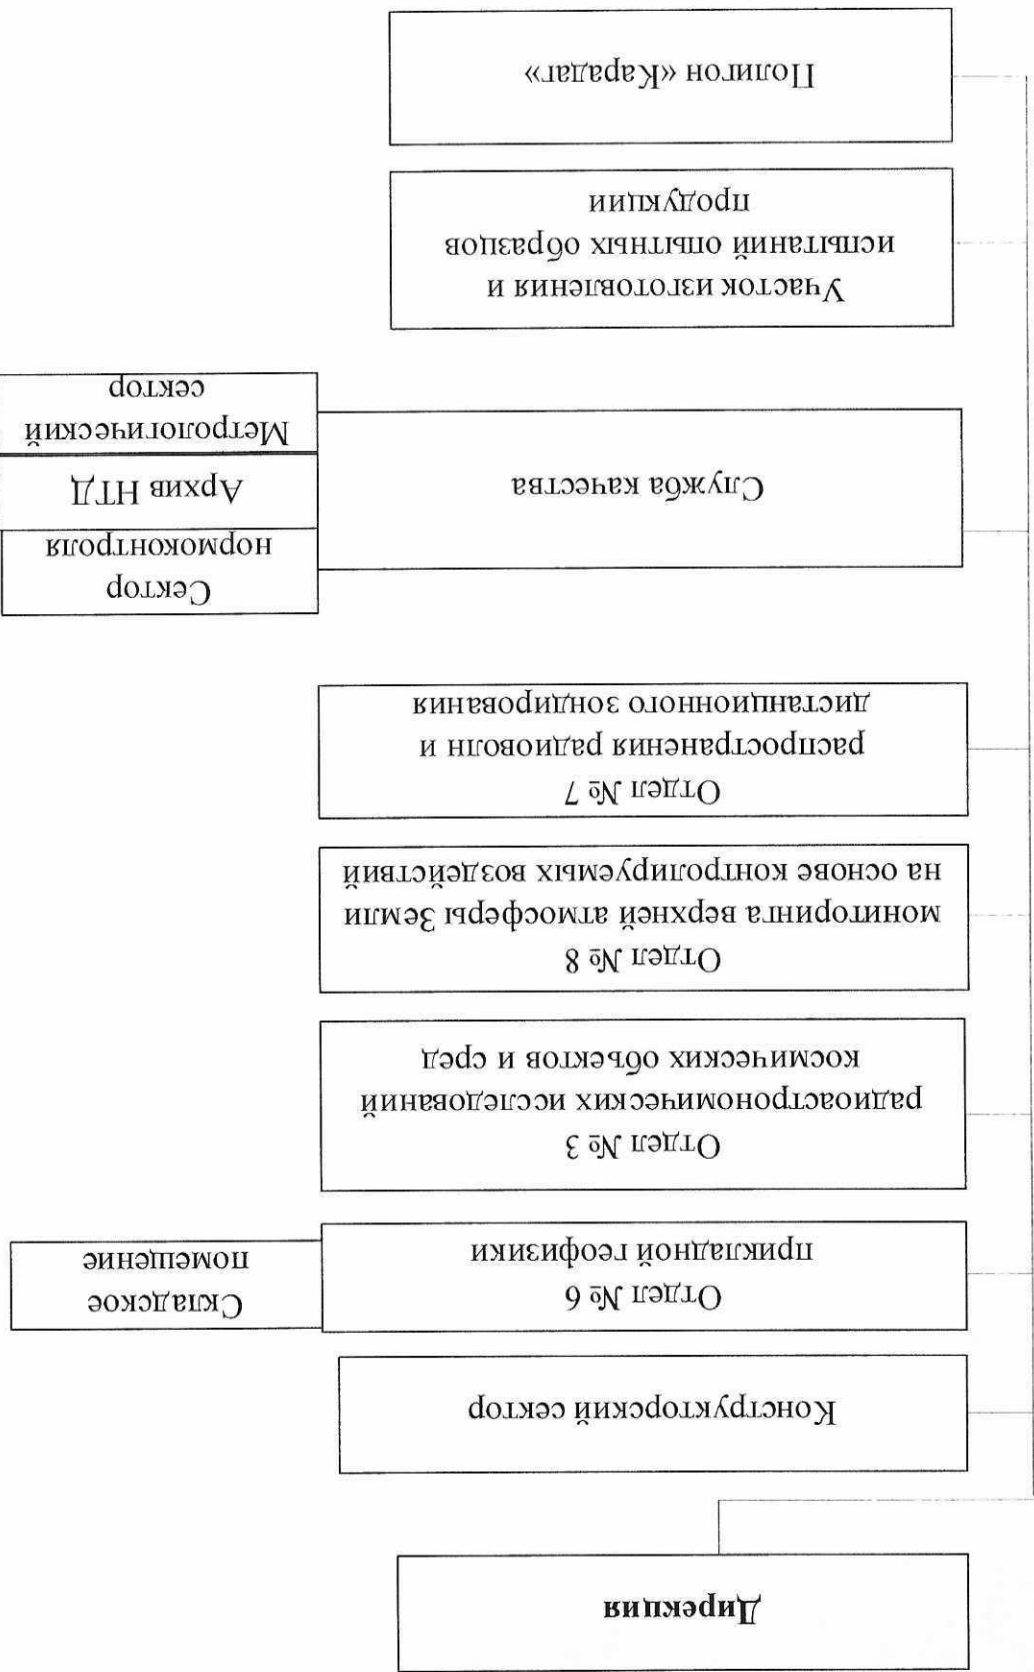 Дирекция
Конструкторский сектор
Отдел № 6
прикладной геофизики
Складское
помещение
Отдел № 3
радиоастрономических исследований
космических объектов и сред
Отдел № 8
мониторинга верхней атмосферы Земли
на основе контролируемых воздействий
Отдел № 7
распространения радиоволн и
дистанционного зондирования
Служба качества
Сектор
нормоконтроля
Архив НТД
Метрологический
сектор
Участок изготовления и
испытаний опытных образцов
продукции
Полигон «Карадаг»